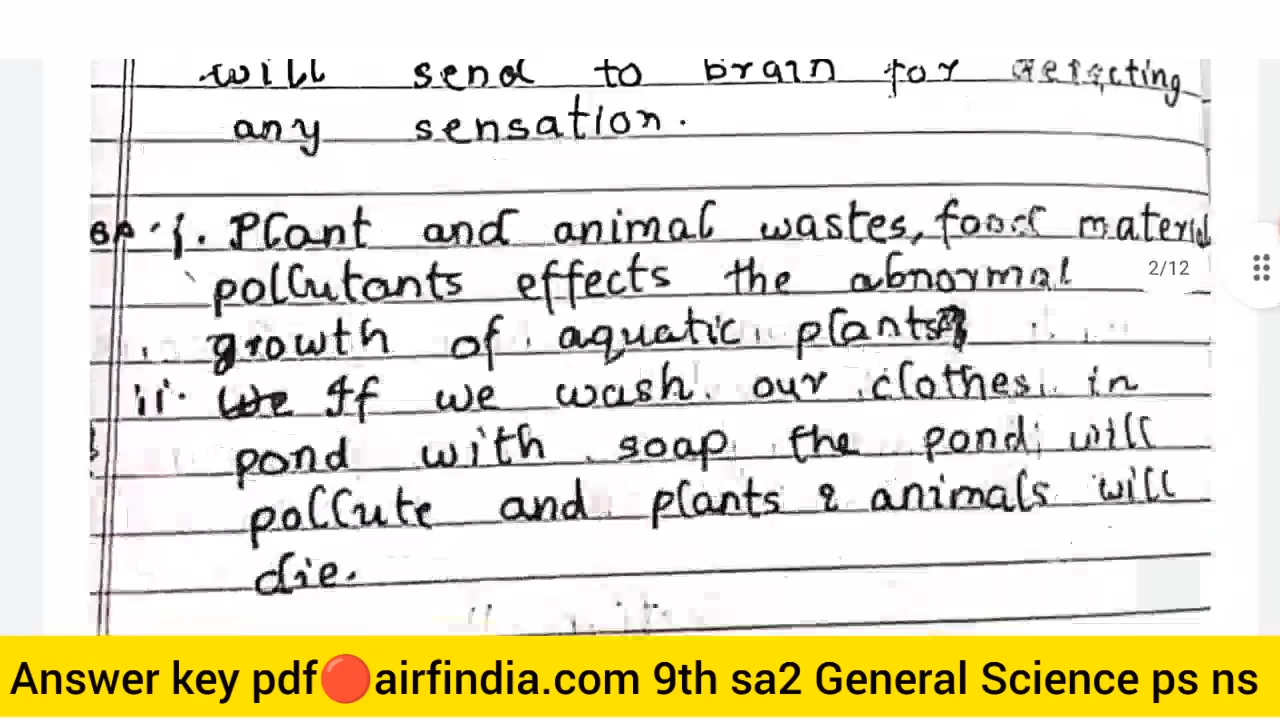 will send to brain for detecting
any sensation.
8A. i. Plant and animal wastes, food material
pollutants effects the abnormal
2/12
growth of aquatic plants
ii. We If we wash our clothes in
pond with soap the pond will
pollute and plants & animals will
die.
Answer key pdf🔴airfindia.com 9th sa2 General Science ps ns